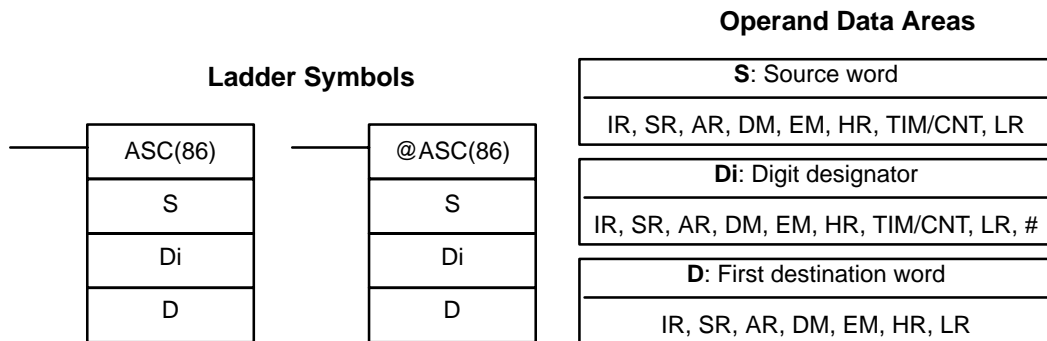 Operand Data Areas
Ladder Symbols
ASC(86)
S
Di
D
@ASC(86)
S
Di
D
S: Source word
IR, SR, AR, DM, EM, HR, TIM/CNT, LR
Di: Digit designator
IR, SR, AR, DM, EM, HR, TIM/CNT, LR, #
D: First destination word
IR, SR, AR, DM, EM, HR, LR